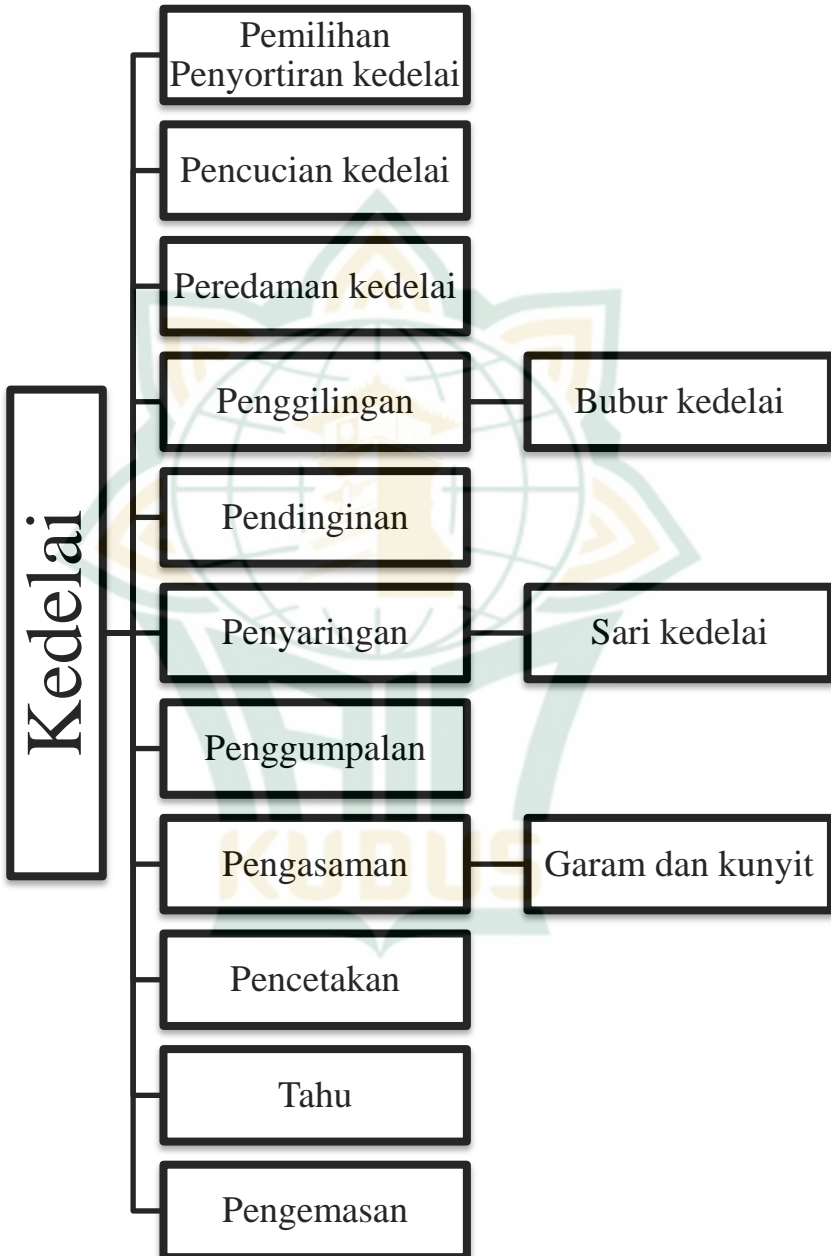 Kedelai
Pemilihan
Penyortiran kedelai
Pencucian kedelai
Peredaman kedelai
Penggilingan
Bubur kedelai
Pendinginan
Penyaringan
Sari kedelai
Penggumpalan
Pengasaman
Garam dan kunyit
KUDUS
Pencetakan
Tahu
Pengemasan